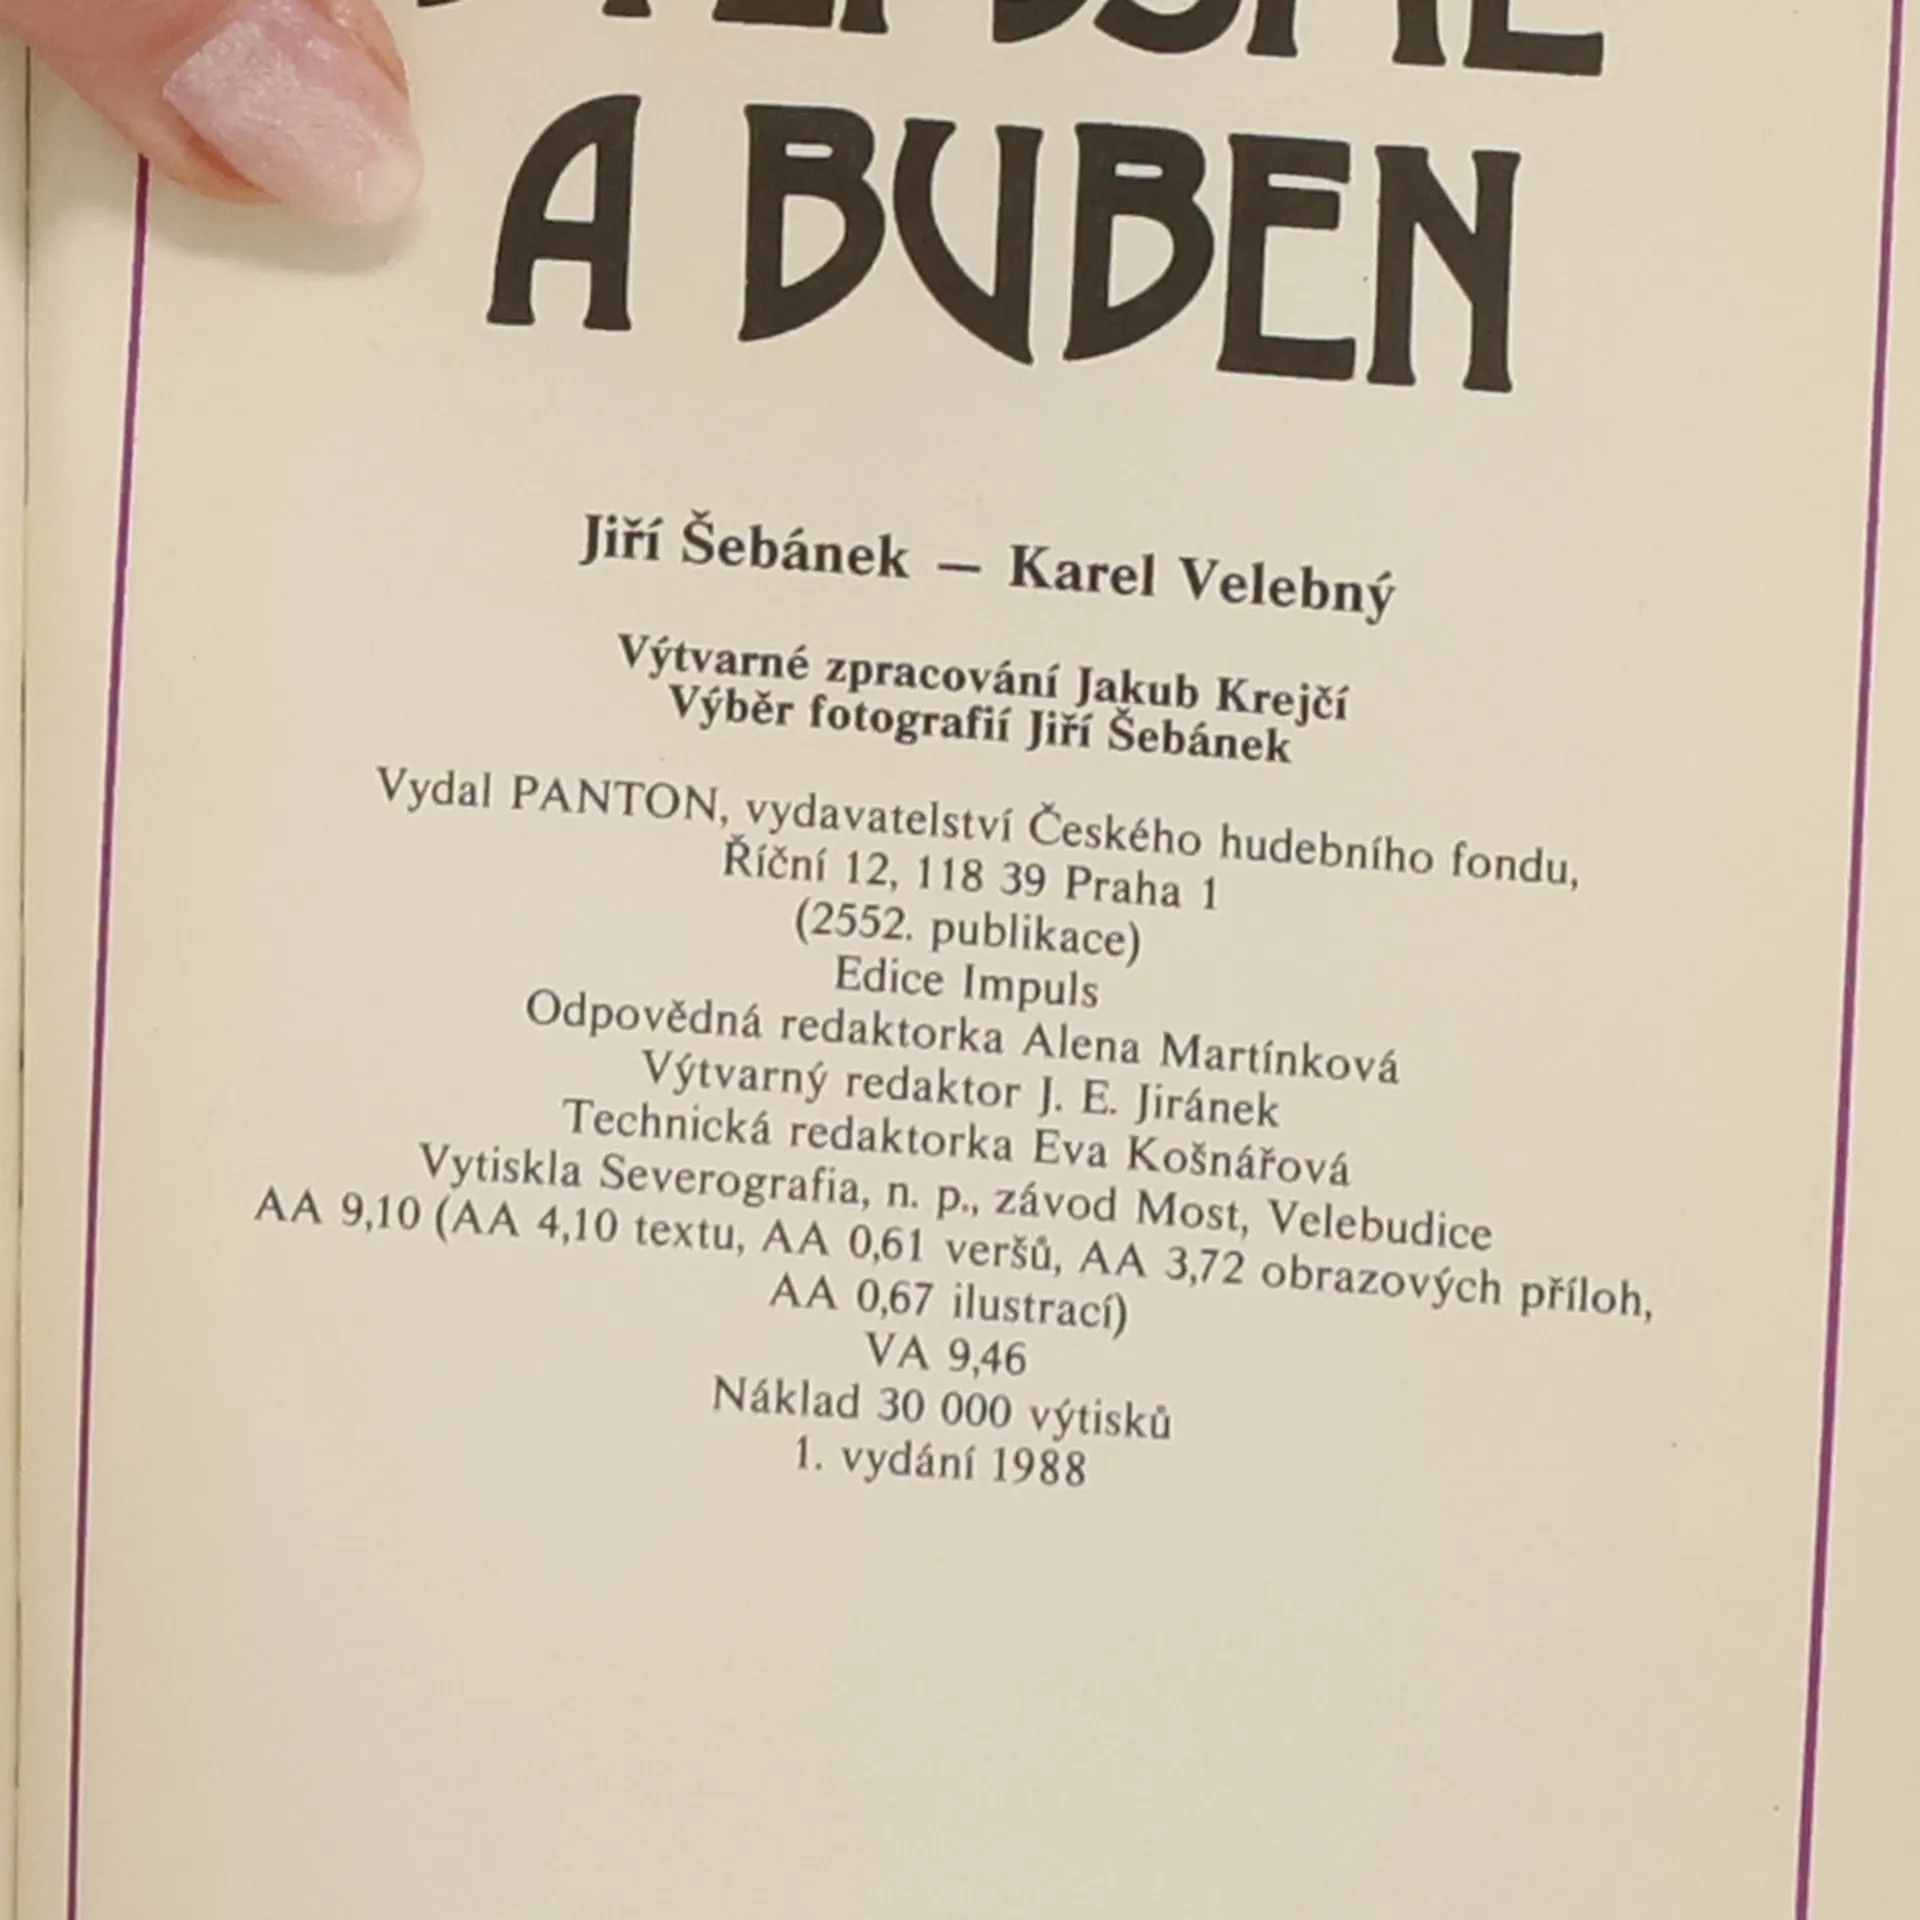 A BUBEN
Jiří Šebánek — Karel Velebný
Výtvarné zpracování Jakub Krejčí
Výběr fotografií Jiří Šebánek
Vydal PANTON, vydavatelství Českého hudebního fondu,
Říční 12, 118 39 Praha 1
(2552. publikace)
Edice Impuls
Odpovědná redaktorka Alena Martínková
Výtvarný redaktor J. E. Jiránek
Technická redaktorka Eva Košnářová
Vytiskla Severografia, n. p., závod Most, Velebudice
AA 9,10 (AA 4,10 textu, AA 0,61 veršů, AA 3,72 obrazových příloh,
AA 0,67 ilustrací)
VA 9,46
Náklad 30 000 výtisků
1. vydání 1988